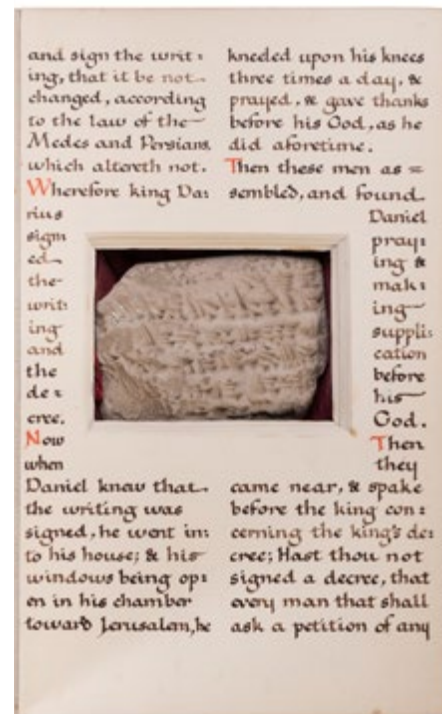 and sign the writ:
ing, that it be not
changed, according
to the law of the
Medes and Persians,
which altereth not.
Wherefore king Da:
rius
sign
ed
the
writ:
ing
and
the
de:
cree.
Now
when
Daniel knew that
the writing was
signed, he went in:
to his house; & his
windows being op:
en in his chamber
toward Jerusalem, he
kneeled upon his knees
three times a day, &
prayed, & gave thanks
before his God, as he
did aforetime.
Then these men as =
sembled, and found
Daniel
pray:
ing &
mak:
ing
suppli:
cation
before
his
God.
Then
they
came near, & spake
before the king con:
cerning the king's de:
cree; Hast thou not
signed a decree, that
every man that shall
ask a petition of any